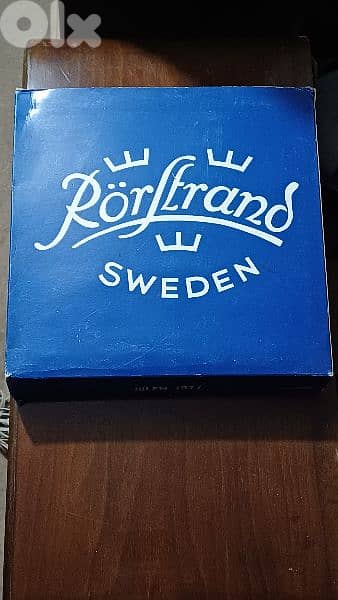 OLX
Rörstrand
SWEDEN
JULEN 1977